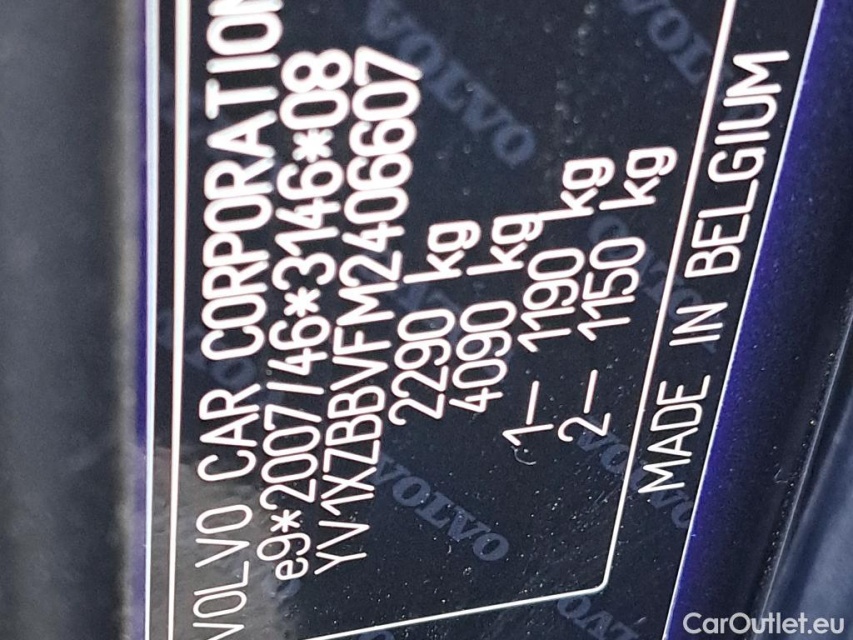 VOLVO CAR CORPORATION
e9*2007/46*3146*08
YV1XZBBVFM2406607
2290 kg
4090 kg
1- 1190 kg
2- 1150 kg
MADE IN BELGIUM
CarOutlet.eu